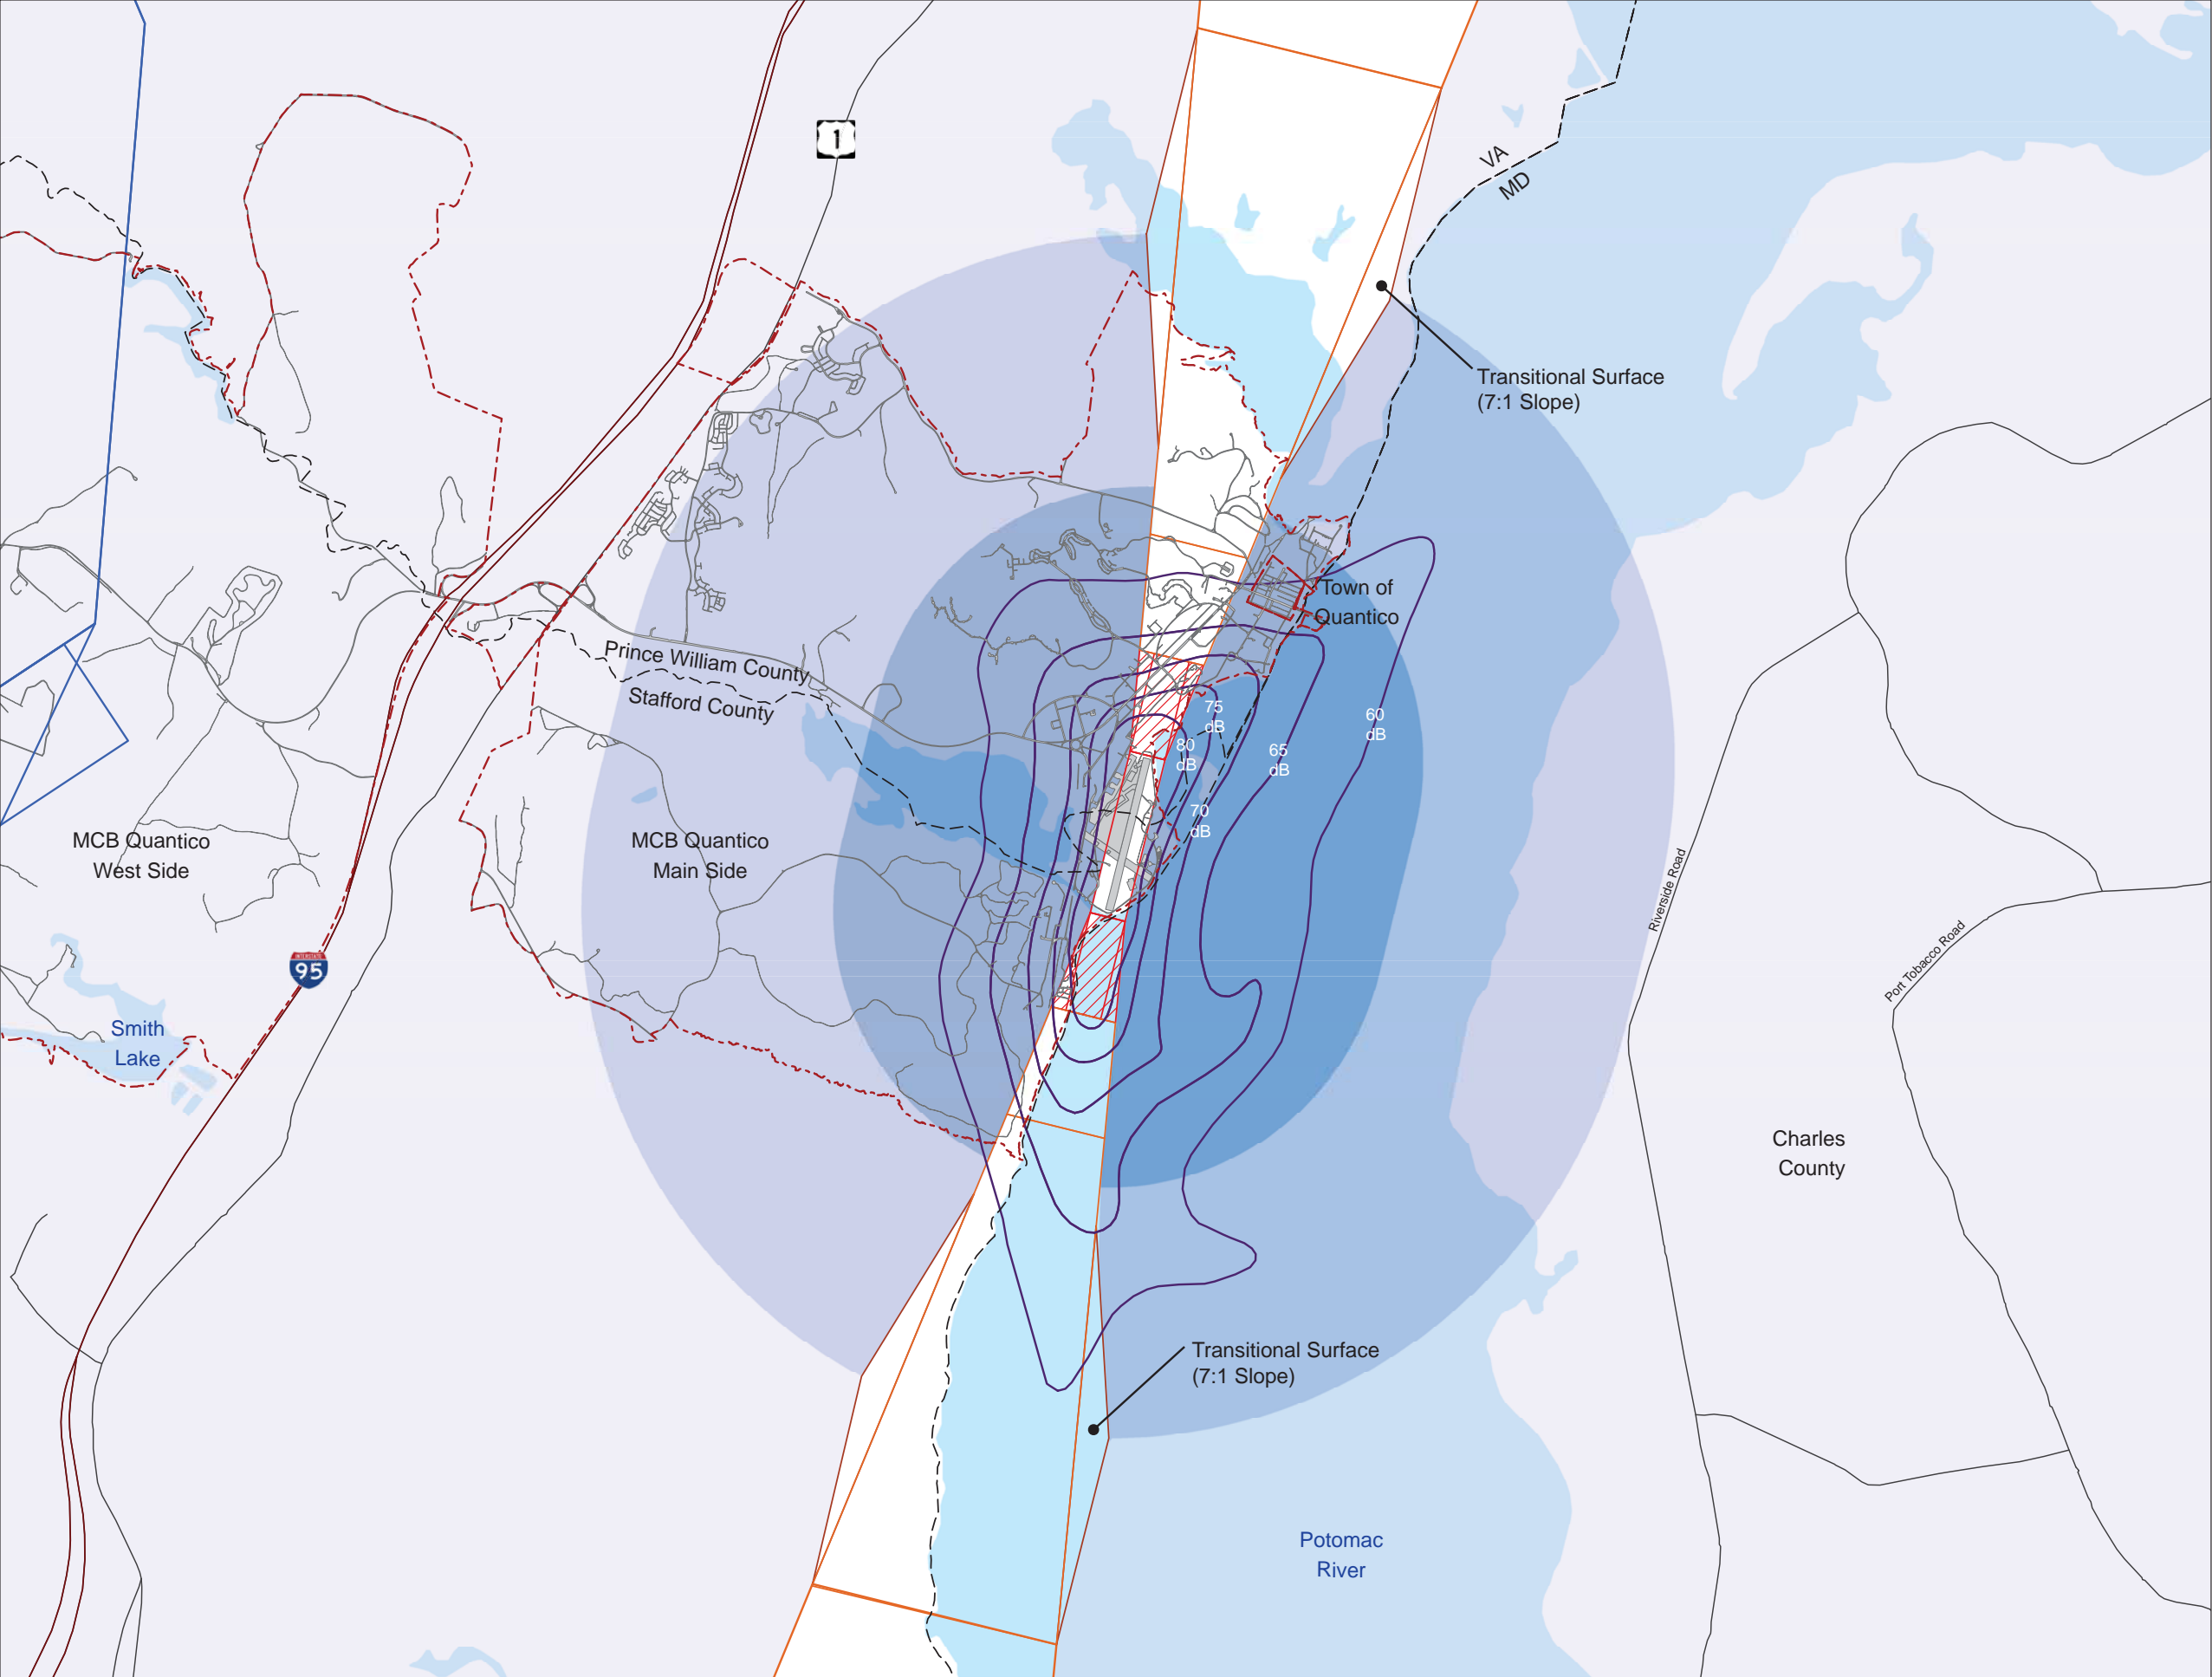 1
VA
MD
Transitional Surface
(7:1 Slope)
Town of
Quantico
Prince William County
Stafford County
75
dB
60
dB
80
dB
65
dB
70
dB
MCB Quantico
West Side
MCB Quantico
Main Side
Riverside Road
Port Tobacco Road
INTERSTATE
95
Smith
Lake
Charles
County
Transitional Surface
(7:1 Slope)
Potomac
River